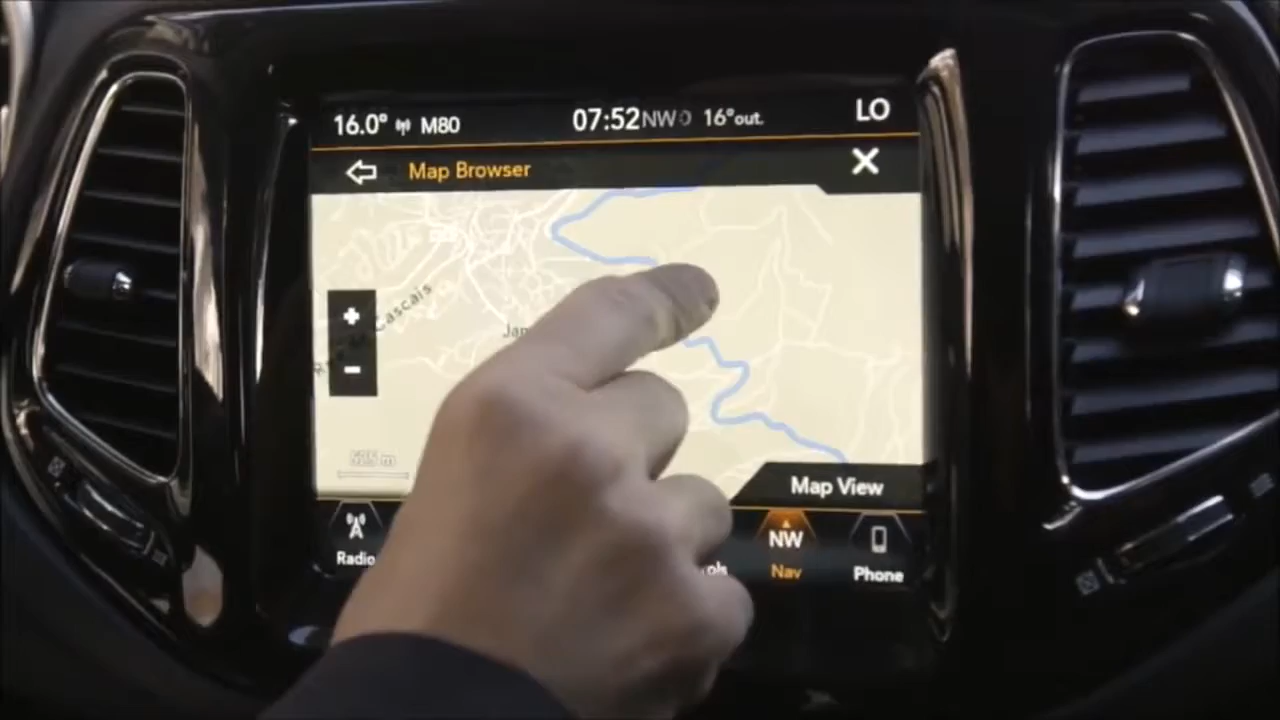 16.0° M80 07:52 NW 16°out. LO
Map Browser
Cascais
+
-
Map View
Radio
NW
Nav
Phone